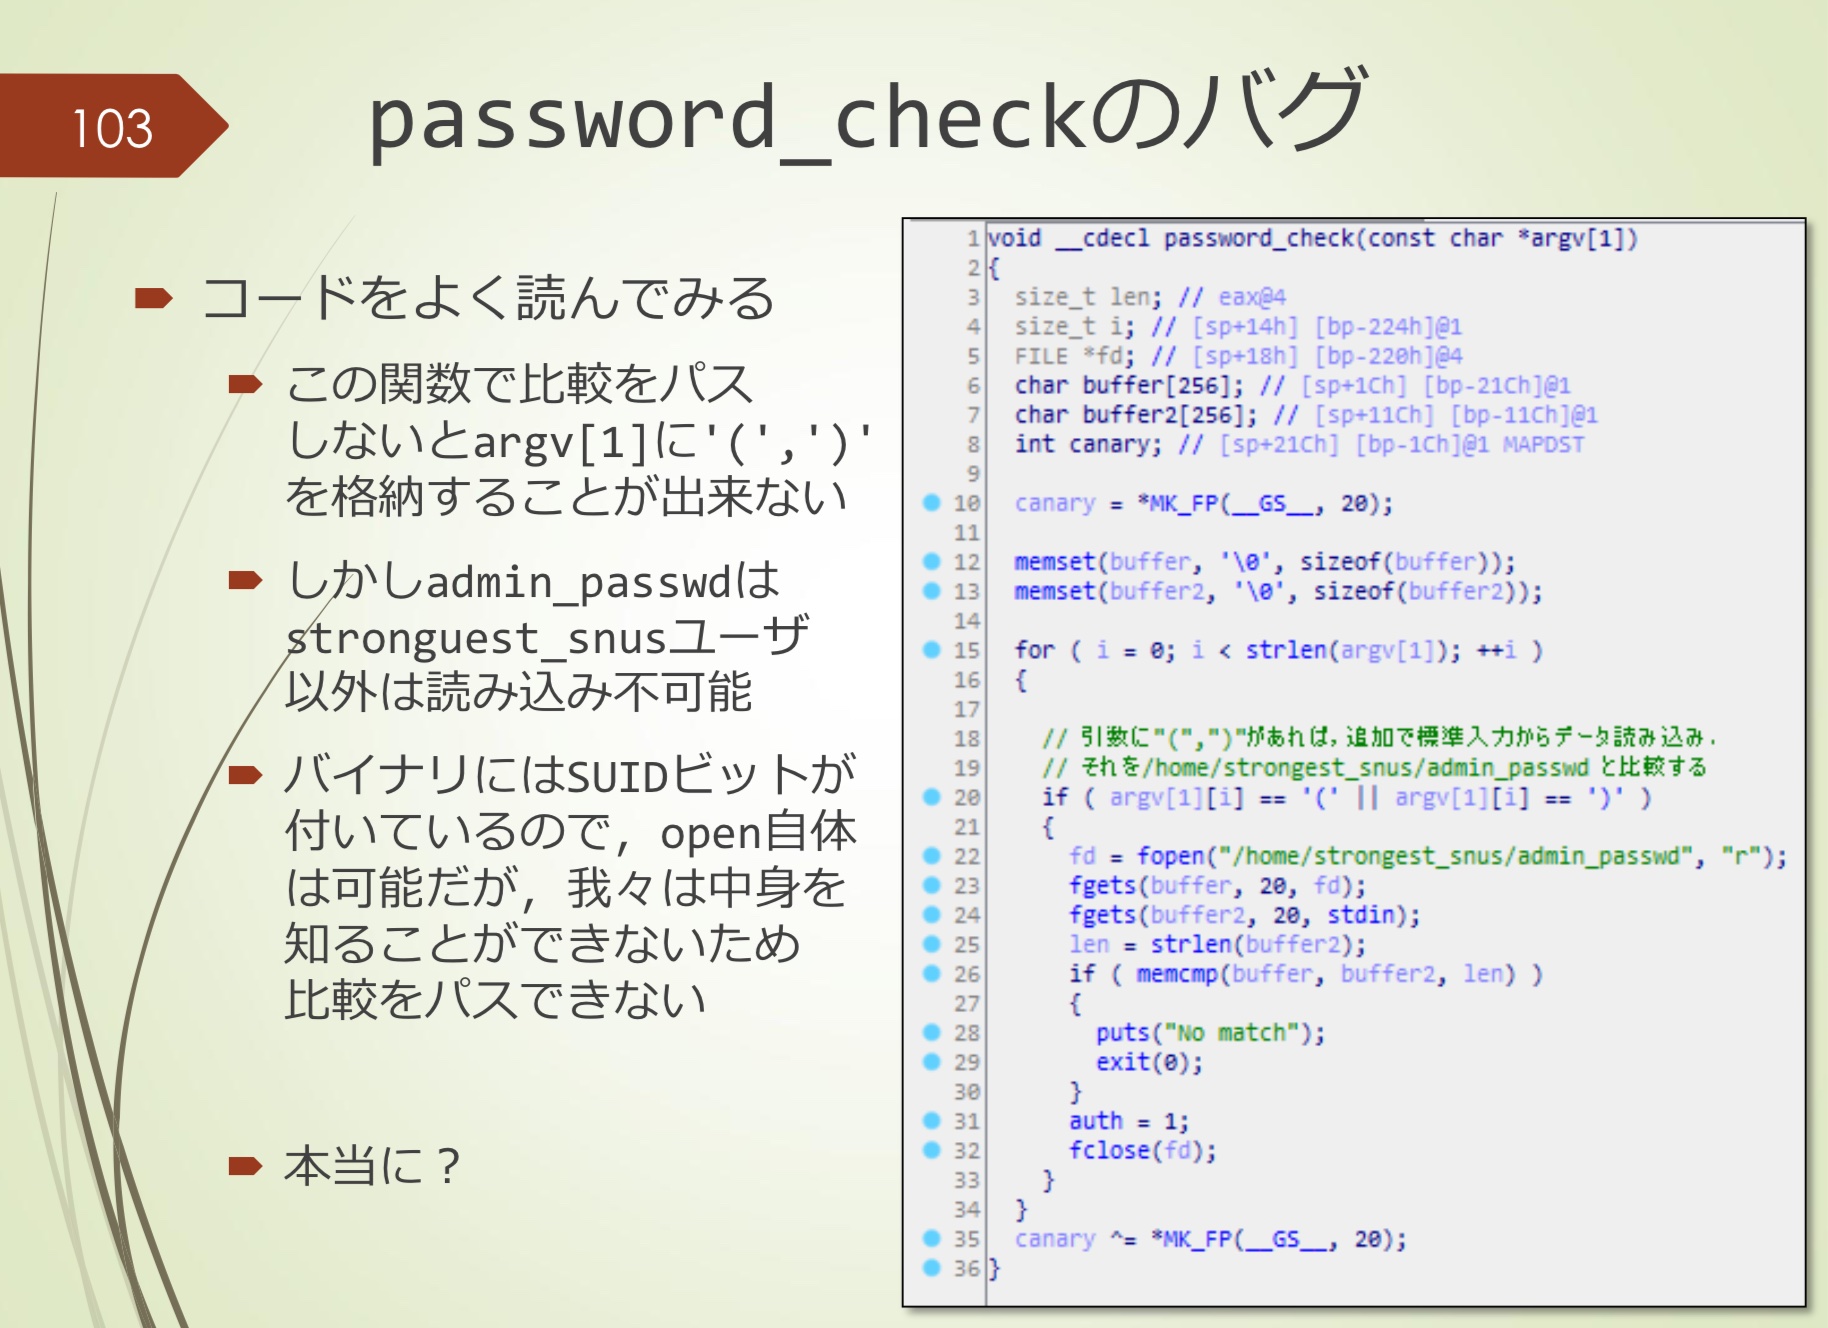 103
password_checkのバグ
コードをよく読んでみる
この関数で比較をパス
しないとargv[1]に'(',')'
を格納することが出来ない
しかしadmin_passwdは
stronguest_snusユーザ
以外は読み込み不可能
バイナリにはSUIDビットが
付いているので，open自体
は可能だが，我々は中身を
知ることができないため
比較をパスできない
本当に？
1 void __cdecl password_check(const char *argv[1])
2 {
3 size_t len; // eax@4
4 size_t i; // [sp+14h] [bp-224h]@1
5 FILE *fd; // [sp+18h] [bp-220h]@4
6 char buffer[256]; // [sp+1Ch] [bp-21Ch]@1
7 char buffer2[256]; // [sp+11Ch] [bp-11Ch]@1
8 int canary; // [sp+21Ch] [bp-1Ch]@1 MAPDST
9
10 canary = *MK_FP(__GS__, 20);
11
12 memset(buffer, '\0', sizeof(buffer));
13 memset(buffer2, '\0', sizeof(buffer2));
14
15 for ( i = 0; i < strlen(argv[1]); ++i )
16 {
17
18 // 引数に"(",")"があれば，追加で標準入力からデータ読み込み．
19 // それを/home/strongest_snus/admin_passwd と比較する
20 if ( argv[1][i] == '(' || argv[1][i] == ')' )
21 {
22 fd = fopen("/home/strongest_snus/admin_passwd", "r");
23 fgets(buffer, 20, fd);
24 fgets(buffer2, 20, stdin);
25 len = strlen(buffer2);
26 if ( memcmp(buffer, buffer2, len) )
27 {
28 puts("No match");
29 exit(0);
30 }
31 auth = 1;
32 fclose(fd);
33 }
34 }
35 canary ^= *MK_FP(__GS__, 20);
36 }